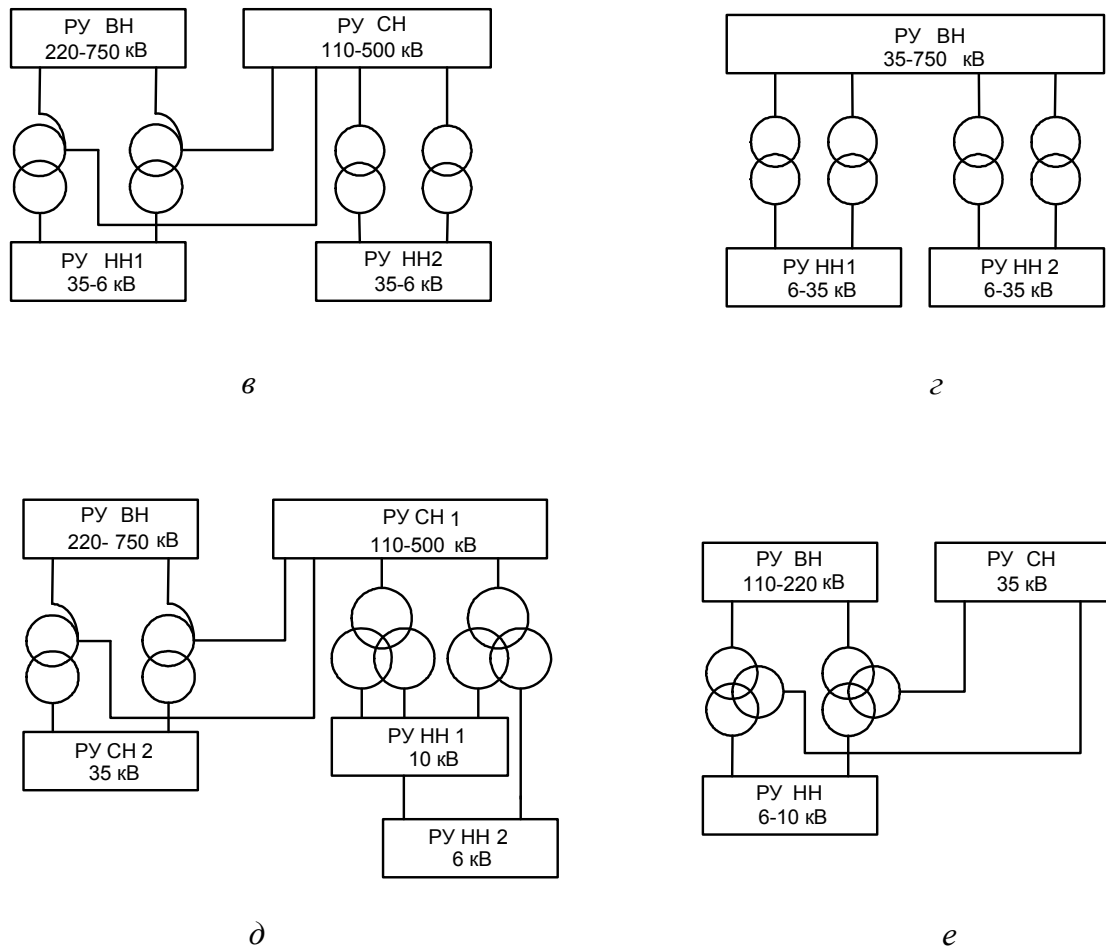 РУ ВН
220-750 кВ
РУ СН
110-500 кВ
РУ НН1
35-6 кВ
РУ НН2
35-6 кВ
в
РУ ВН
35-750 кВ
РУ НН 1
6-35 кВ
РУ НН 2
6-35 кВ
г
РУ ВН
220- 750 кВ
РУ СН 1
110-500 кВ
РУ СН 2
35 кВ
РУ НН 1
10 кВ
РУ НН 2
6 кВ
д
РУ ВН
110-220 кВ
РУ СН
35 кВ
РУ НН
6-10 кВ
е